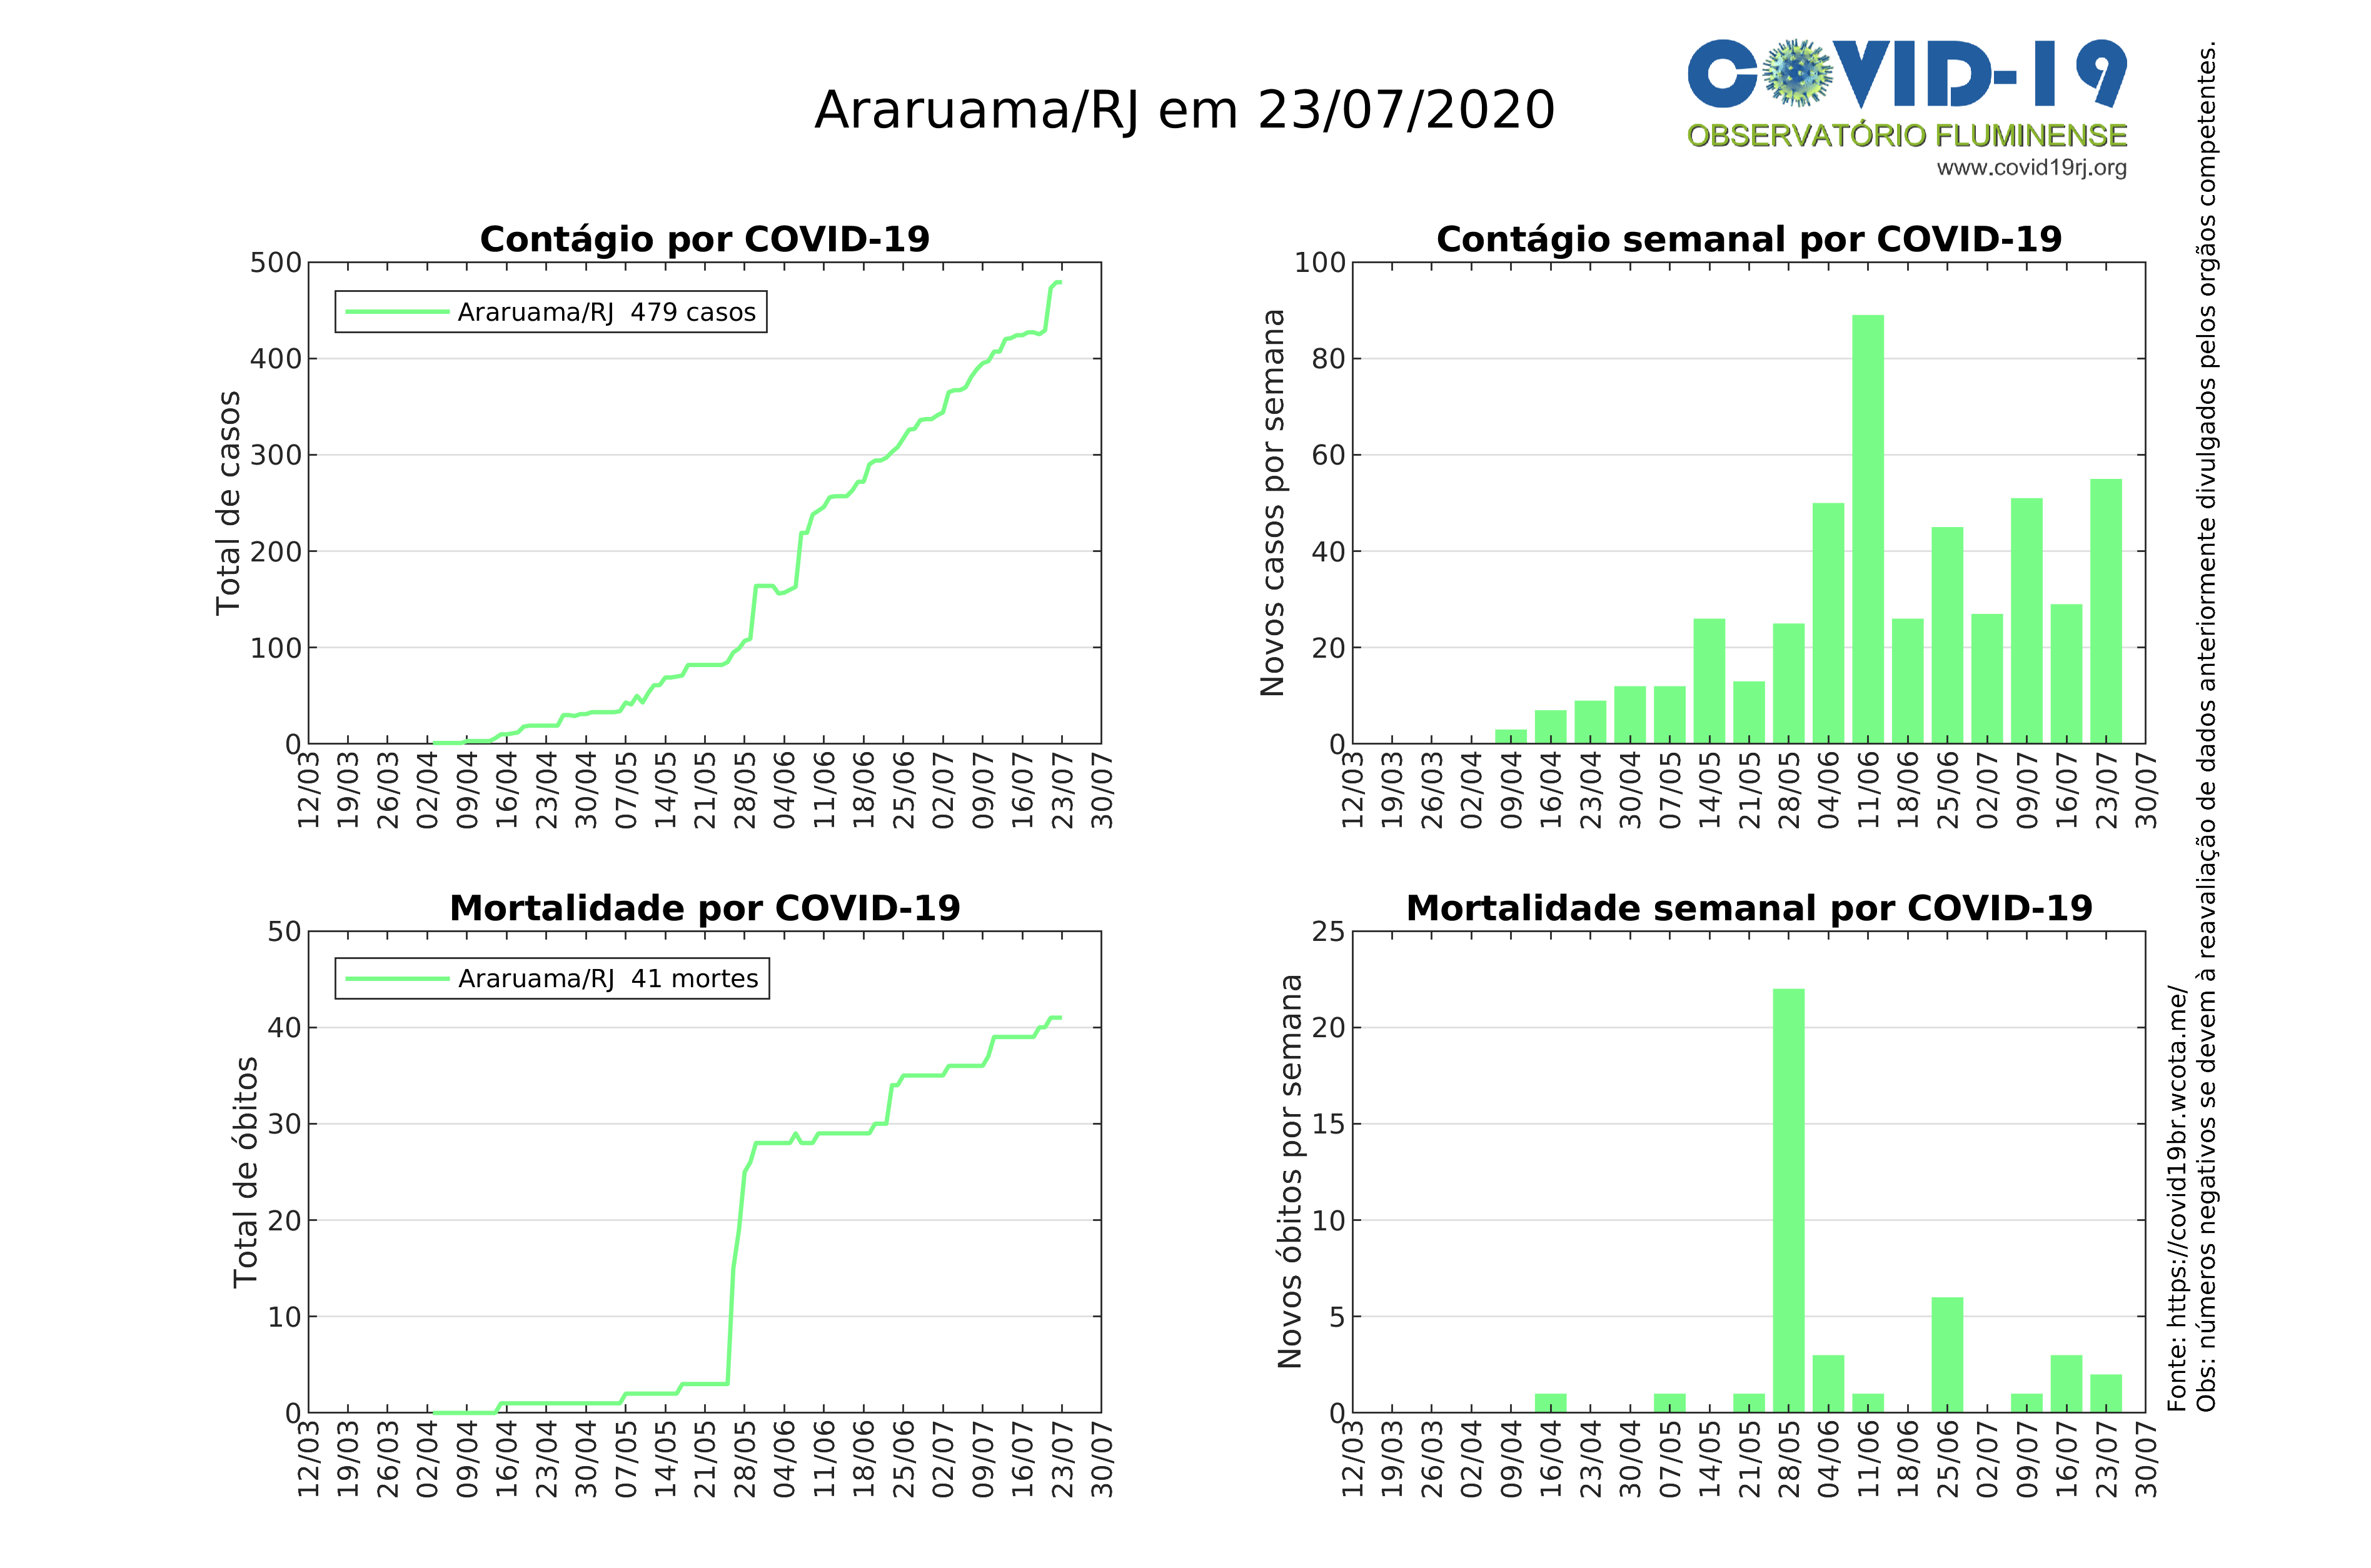 Araruama/RJ em 23/07/2020
COVID-19
OBSERVATÓRIO FLUMINENSE
www.covid19rj.org
Contágio por COVID-19
Total de casos
500
400
300
200
100
0
Araruama/RJ 479 casos
12/03 19/03 26/03 02/04 09/04 16/04 23/04 30/04 07/05 14/05 21/05 28/05 04/06 11/06 18/06 25/06 02/07 09/07 16/07 23/07 30/07
Contágio semanal por COVID-19
Novos casos por semana
100
80
60
40
20
0
12/03 19/03 26/03 02/04 09/04 16/04 23/04 30/04 07/05 14/05 21/05 28/05 04/06 11/06 18/06 25/06 02/07 09/07 16/07 23/07 30/07
Mortalidade por COVID-19
Total de óbitos
50
40
30
20
10
0
Araruama/RJ 41 mortes
12/03 19/03 26/03 02/04 09/04 16/04 23/04 30/04 07/05 14/05 21/05 28/05 04/06 11/06 18/06 25/06 02/07 09/07 16/07 23/07 30/07
Mortalidade semanal por COVID-19
Novos óbitos por semana
25
20
15
10
5
0
12/03 19/03 26/03 02/04 09/04 16/04 23/04 30/04 07/05 14/05 21/05 28/05 04/06 11/06 18/06 25/06 02/07 09/07 16/07 23/07 30/07
Fonte: https://covid19br.wcota.me/
Obs: números negativos se devem à reavaliação de dados anteriormente divulgados pelos orgãos competentes.